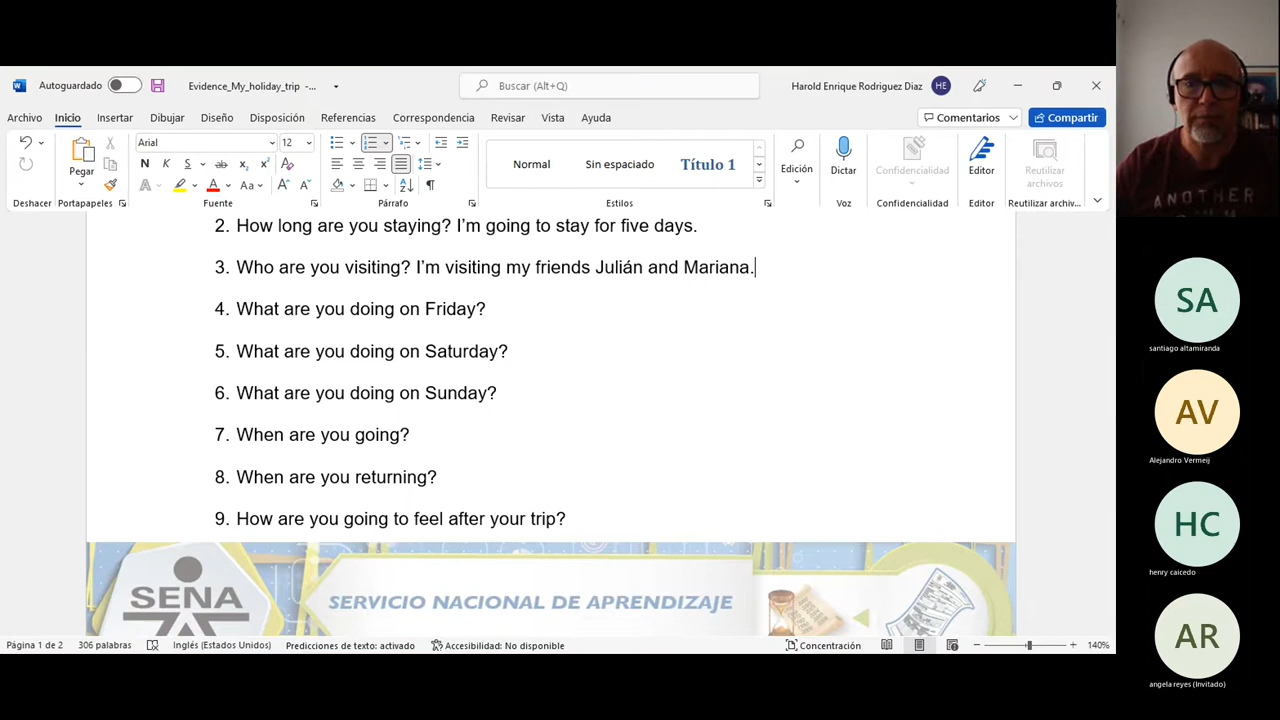 Autoguardado
Evidence_My_holiday_trip -...
Buscar (Alt+Q)
Harold Enrique Rodriguez Diaz
HE
Archivo Inicio Insertar Dibujar Diseño Disposición Referencias Correspondencia Revisar Vista Ayuda
Comentarios
Compartir
Pegar
Arial
12
N K S ab x₂ x² A
A A Aa A A
Normal
Sin espaciado
Título 1
Edición
Dictar
Confidencialidad
Editor
Reutilizar archivos
Deshacer
Portapapeles
Fuente
Párrafo
Estilos
Voz
Confidencialidad
Editor
Reutilizar archiv...
2. How long are you staying? I'm going to stay for five days.
3. Who are you visiting? I'm visiting my friends Julián and Mariana.
4. What are you doing on Friday?
5. What are you doing on Saturday?
6. What are you doing on Sunday?
7. When are you going?
8. When are you returning?
9. How are you going to feel after your trip?
SENA
SERVICIO NACIONAL DE APRENDIZAJE
Página 1 de 2
306 palabras
Inglés (Estados Unidos)
Predicciones de texto: activado
Accesibilidad: No disponible
Concentración
140%
ANOTHER
SA
santiago altamiranda
AV
Alejandro Vermeij
HC
henry caicedo
AR
angela reyes (Invitado)